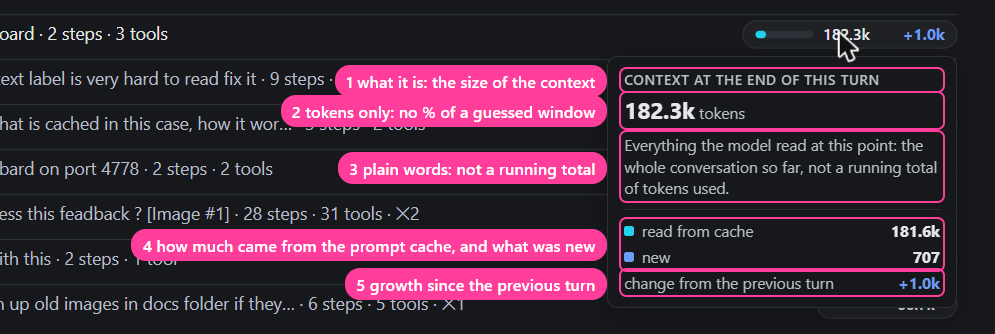 oard · 2 steps · 3 tools
182.3k +1.0k
ext label is very hard to read fix it · 9 steps ·
1 what it is: the size of the context
CONTEXT AT THE END OF THIS TURN
hat is cached in this case, how it wor...
2 tokens only: no % of a guessed window
182.3k tokens
bard on port 4778 · 2 steps · 2 tools
3 plain words: not a running total
Everything the model read at this point: the
whole conversation so far, not a running total
of tokens used.
ess this feadback ? [Image #1] · 28 steps · 31 tools · ✕2
4 how much came from the prompt cache, and what was new
read from cache 181.6k
ith this · 2 steps ·
new 707
5 growth since the previous turn
change from the previous turn +1.0k
n up old images in docs folder if they... · 6 steps · 5 tools · ✕1